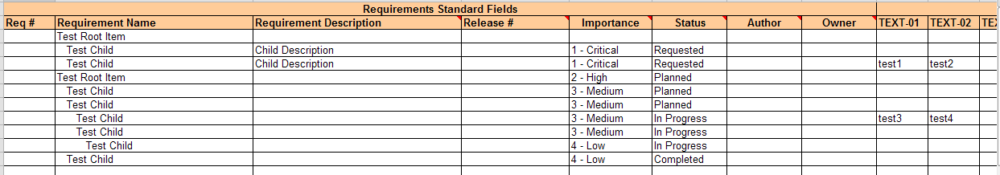 Requirements Standard Fields
Req # Requirement Name Requirement Description Release # Importance Status Author Owner TEXT-01 TEXT-02
Test Root Item
Test Child Child Description 1 - Critical Requested
Test Child Child Description 1 - Critical Requested test1 test2
Test Root Item 2 - High Planned
Test Child 3 - Medium Planned
Test Child 3 - Medium Planned
Test Child 3 - Medium In Progress test3 test4
Test Child 3 - Medium In Progress
Test Child 4 - Low In Progress
Test Child 4 - Low Completed